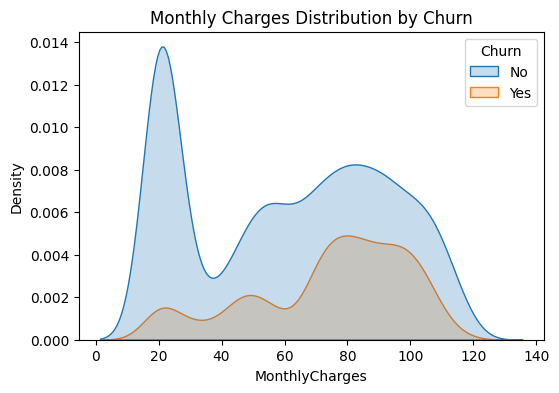 Monthly Charges Distribution by Churn
Churn
No
Yes
Density
0.014
0.012
0.010
0.008
0.006
0.004
0.002
0.000
0 20 40 60 80 100 120 140
MonthlyCharges